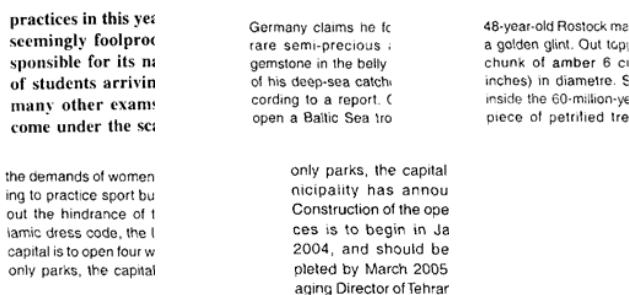 practices in this yea
seemingly foolproo
sponsible for its na
of students arrivin
many other exam
come under the sca
Germany claims he fo
rare semi-precious
gemstone in the belly
of his deep-sea catch
cording to a report.
open a Baltic Sea tro
48-year-old Rostock ma
a golden glint. Out
chunk of amber 6 c
inches) in diametre. S
inside the 60-million-ye
piece of petrified tre
the demands of women
ing to practice sport bu
out the hindrance of t
lamic dress code, the
capital is to open four w
only parks, the capital
only parks, the capital
nicipality has annou
Construction of the ope
ces is to begin in Ja
2004, and should be
pleted by March 2005
aging Director of Tehran